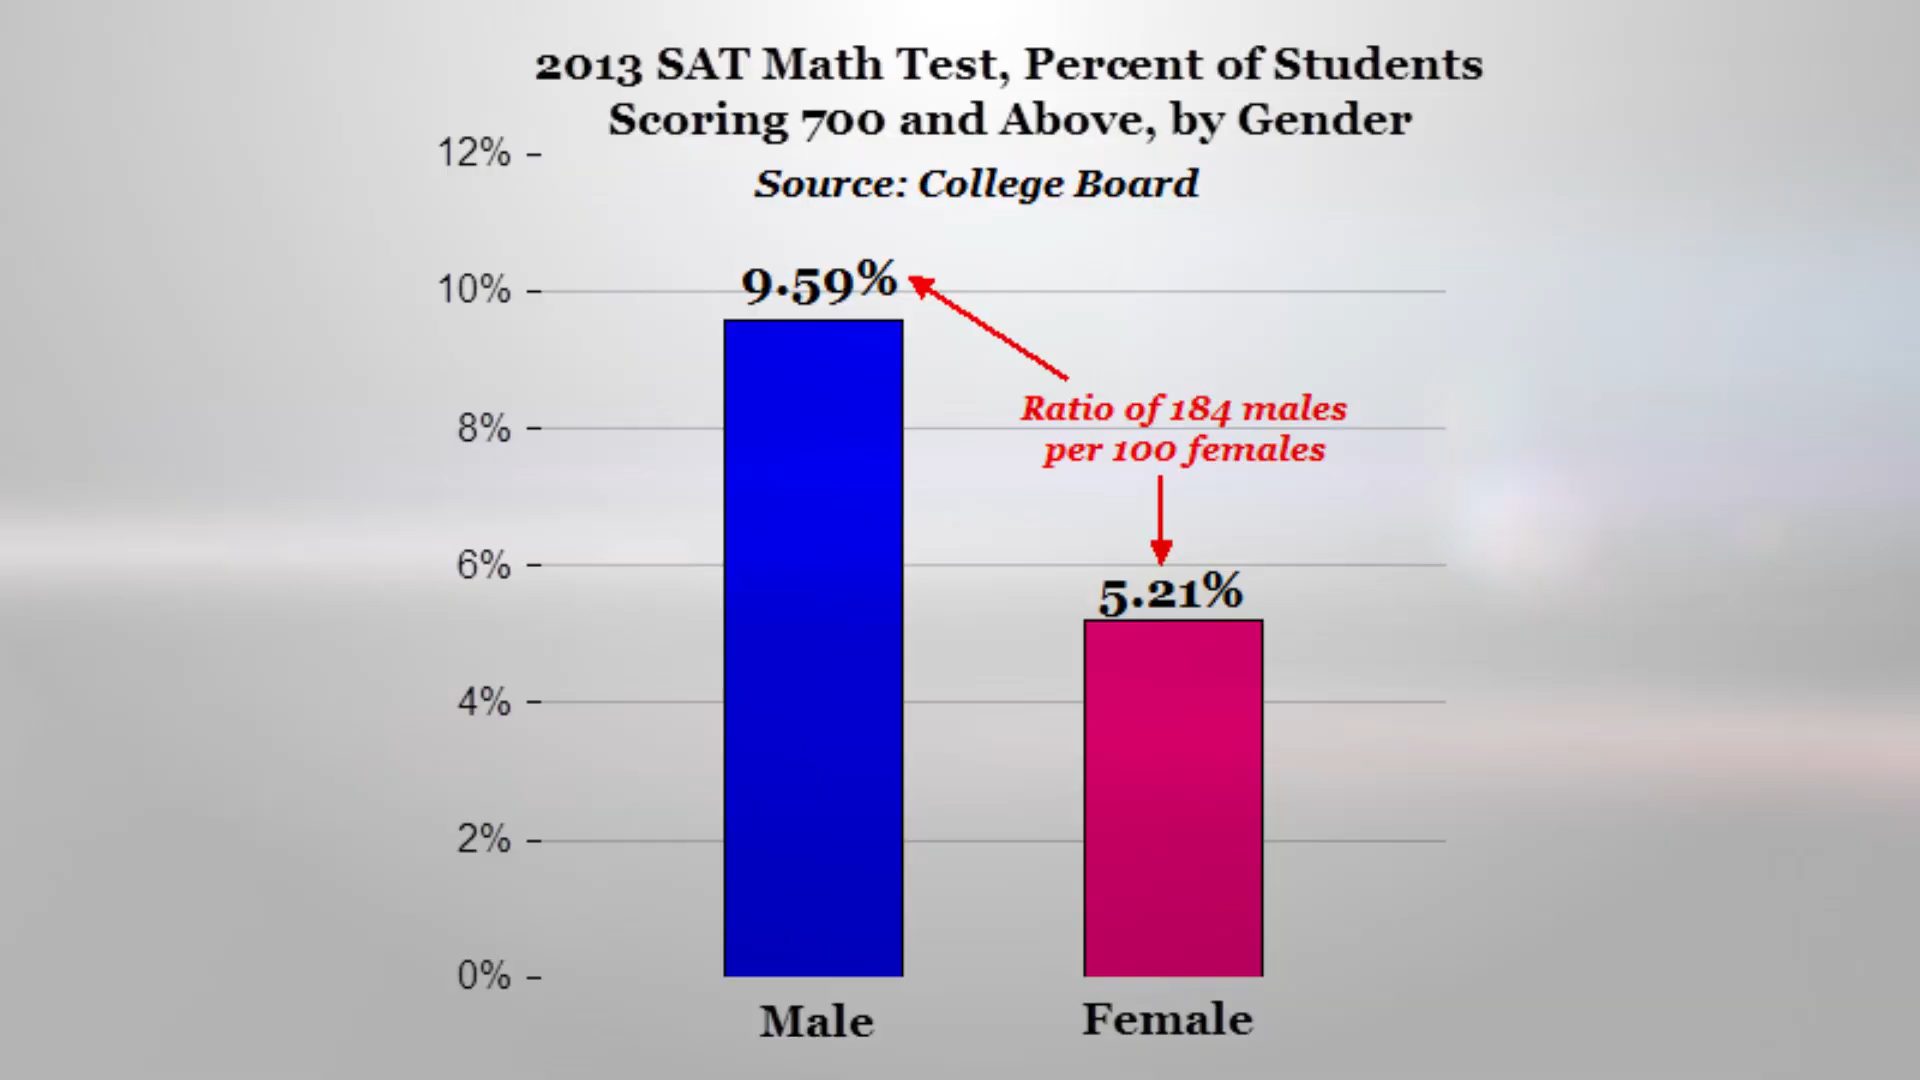 2013 SAT Math Test, Percent of Students
Scoring 700 and Above, by Gender
Source: College Board
12%
10%
8%
6%
4%
2%
0%
9.59%
Ratio of 184 males
per 100 females
5.21%
Male
Female